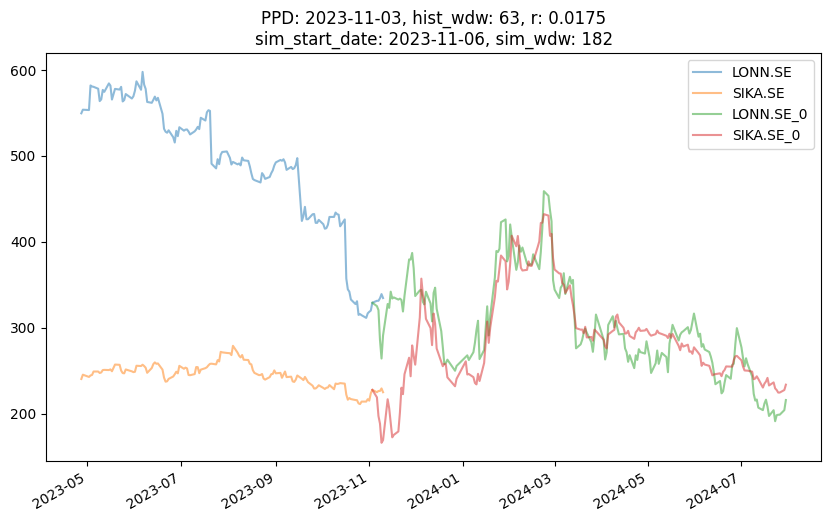 PPD: 2023-11-03, hist_wdw: 63, r: 0.0175
sim_start_date: 2023-11-06, sim_wdw: 182
600
500
400
300
200
LONN.SE
SIKA.SE
LONN.SE_0
SIKA.SE_0
2023-05
2023-07
2023-09
2023-11
2024-01
2024-03
2024-05
2024-07